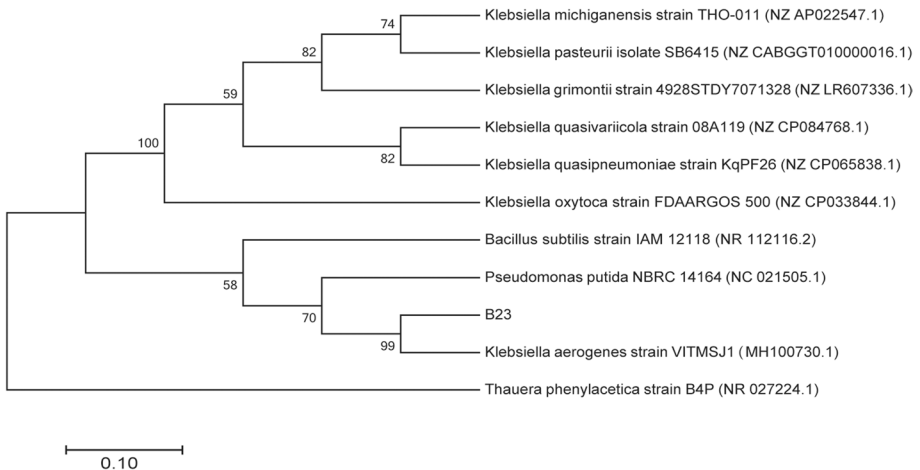 74
Klebsiella michiganensis strain THO-011 (NZ AP022547.1)
82
Klebsiella pasteurii isolate SB6415 (NZ CABGGT010000016.1)
59
Klebsiella grimontii strain 4928STDY7071328 (NZ LR607336.1)
Klebsiella quasivariicola strain 08A119 (NZ CP084768.1)
100
82
Klebsiella quasipneumoniae strain KqPF26 (NZ CP065838.1)
Klebsiella oxytoca strain FDAARGOS 500 (NZ CP033844.1)
Bacillus subtilis strain IAM 12118 (NR 112116.2)
58
Pseudomonas putida NBRC 14164 (NC 021505.1)
70
B23
99
Klebsiella aerogenes strain VITMSJ1 (MH100730.1)
Thauera phenylacetica strain B4P (NR 027224.1)
0.10